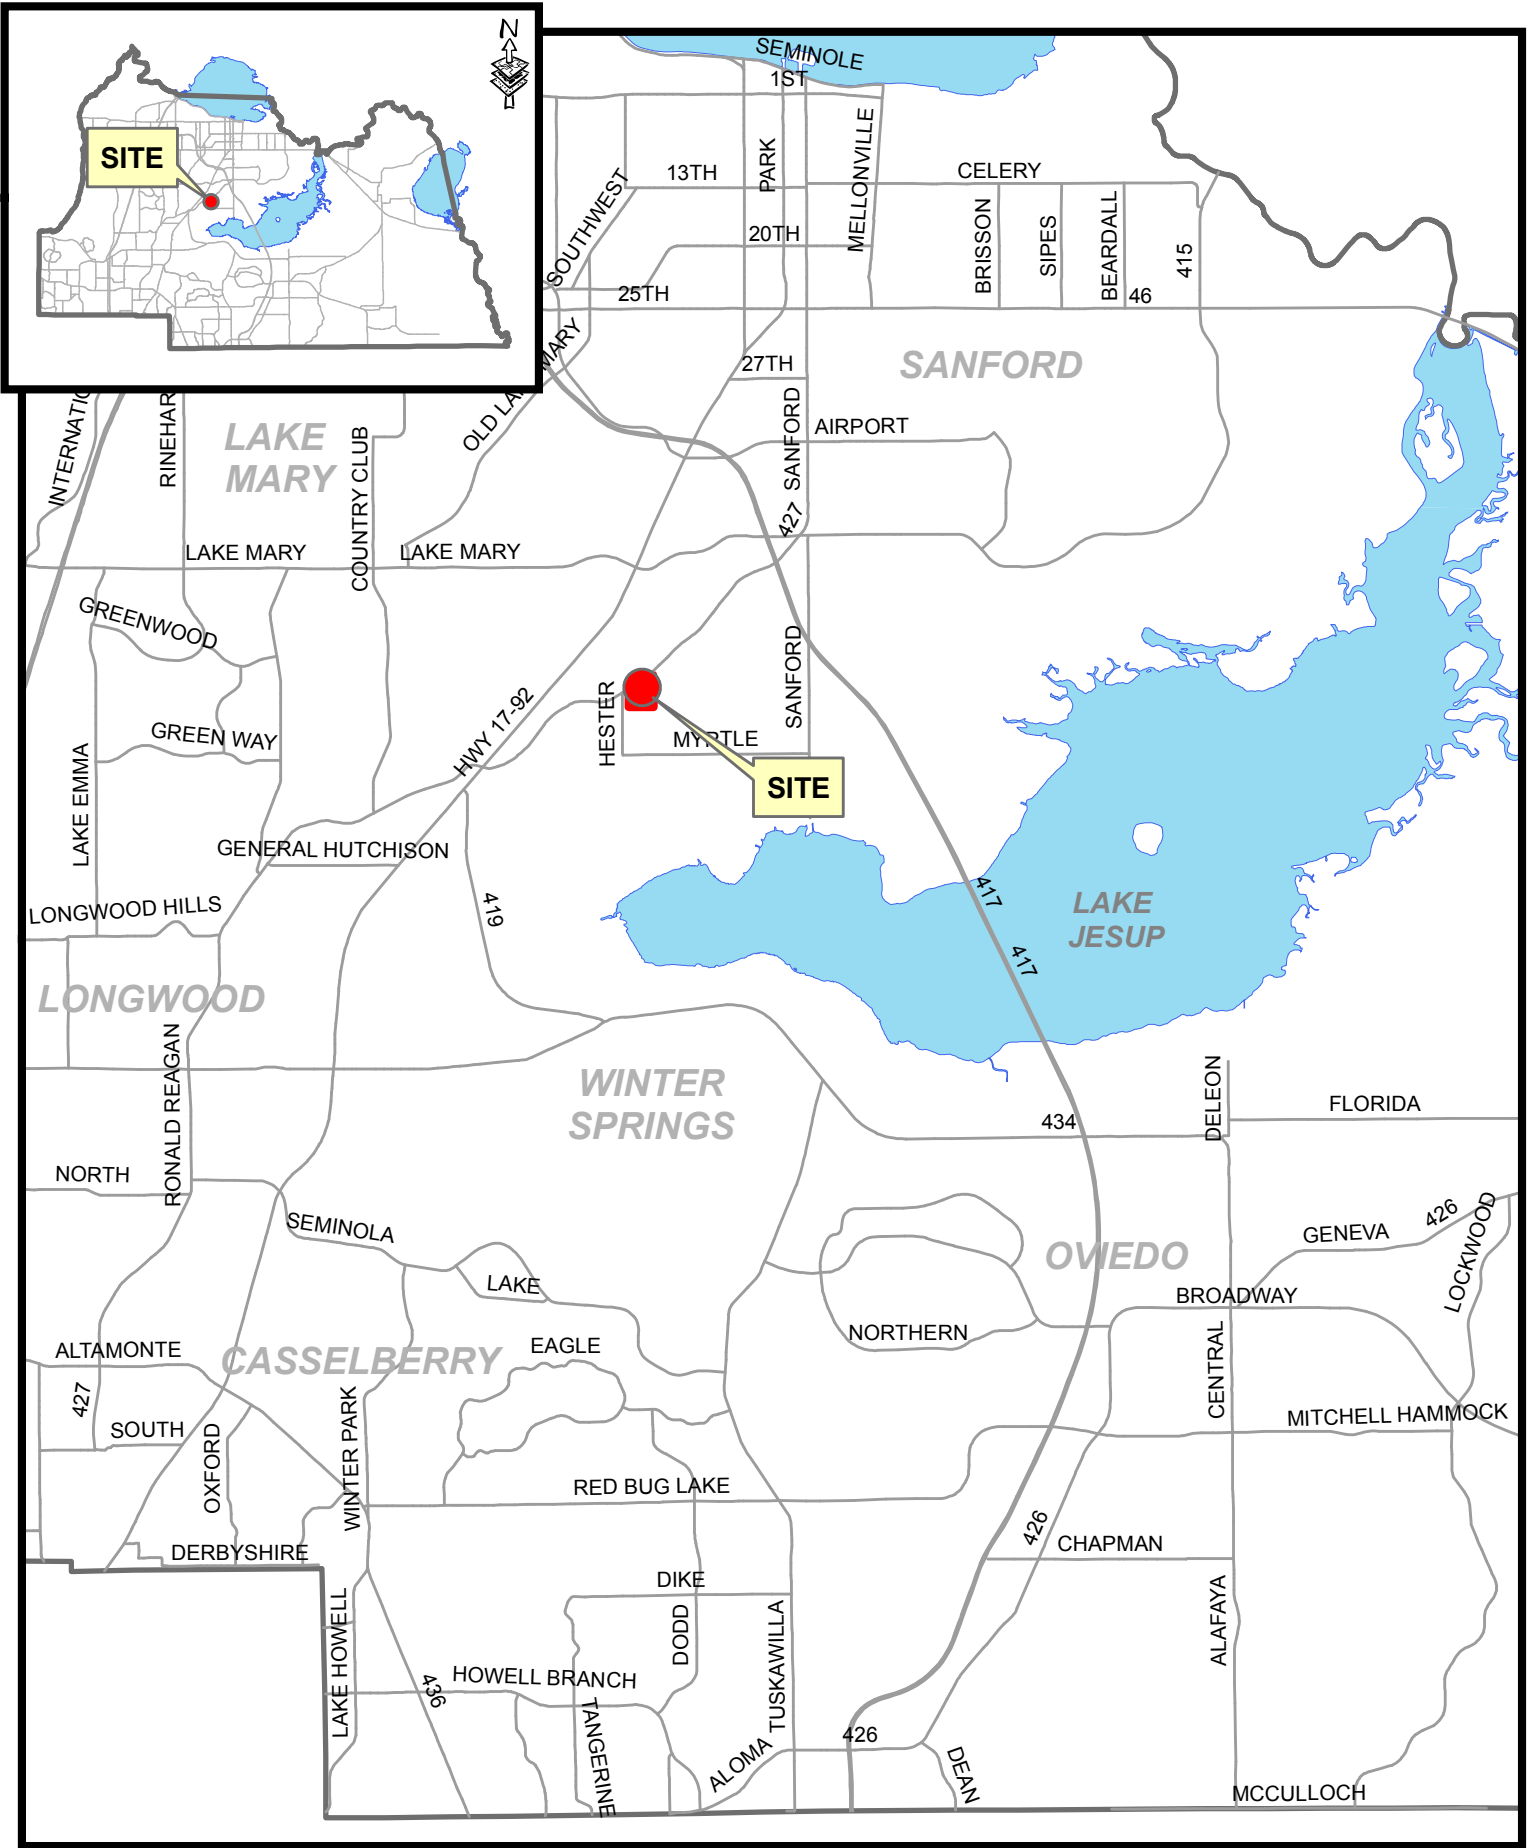 N
SITE
SEMINOLE
1ST
PARK
MELLONVILLE
13TH
CELERY
SOUTHWEST
20TH
BRISSON
SIPES
BEARDALL
415
25TH
46
27TH
SANFORD
SANFORD
AIRPORT
RINEHAR
COUNTRY CLUB
LAKE
MARY
427
LAKE MARY
LAKE MARY
GREENWOOD
SANFORD
HESTER
HWY 17-92
GREEN WAY
MYRTLE
SITE
LAKE EMMA
GENERAL HUTCHISON
419
417
LAKE
JESUP
417
LONGWOOD HILLS
LONGWOOD
RONALD REAGAN
WINTER
SPRINGS
DELEON
FLORIDA
434
NORTH
SEMINOLA
426
LOCKWOOD
GENEVA
OVIEDO
LAKE
BROADWAY
NORTHERN
EAGLE
ALTAMONTE
CASSELBERRY
CENTRAL
427
SOUTH
OXFORD
WINTER PARK
MITCHELL HAMMOCK
RED BUG LAKE
426
CHAPMAN
DERBYSHIRE
DIKE
DODD
TUSKAWILLA
ALAFAYA
LAKE HOWELL
436
HOWELL BRANCH
TANGERINE
ALOMA
426
DEAN
MCCULLOCH